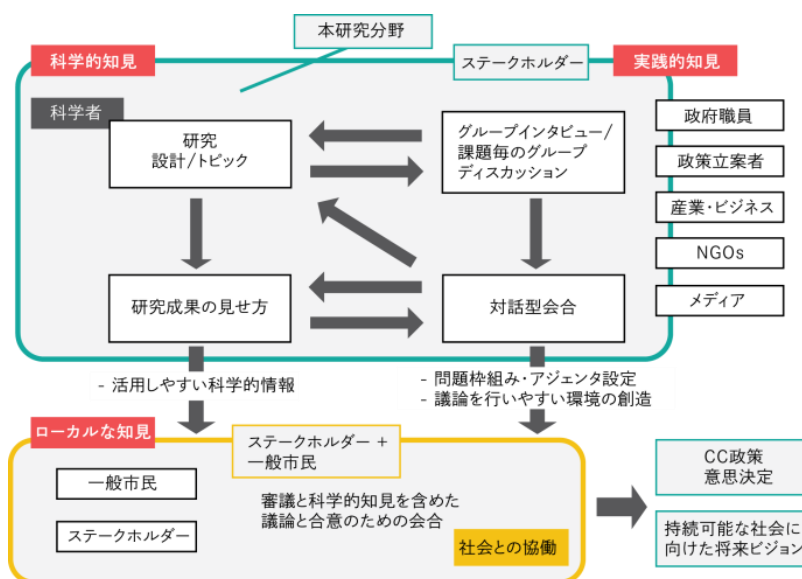 本研究分野
科学的知見
ステークホルダー
実践的知見
科学者
研究
設計/トピック
グループインタビュー/
課題毎のグループ
ディスカッション
政府職員
政策立案者
産業・ビジネス
NGOs
メディア
研究成果の見せ方
対話型会合
- 活用しやすい科学的情報
- 問題枠組み・アジェンタ設定
- 議論を行いやすい環境の創造
ローカルな知見
ステークホルダー +
一般市民
一般市民
ステークホルダー
審議と科学的知見を含めた
議論と合意のための会合
社会との協働
CC政策
意思決定
持続可能な社会に
向けた将来ビジョン